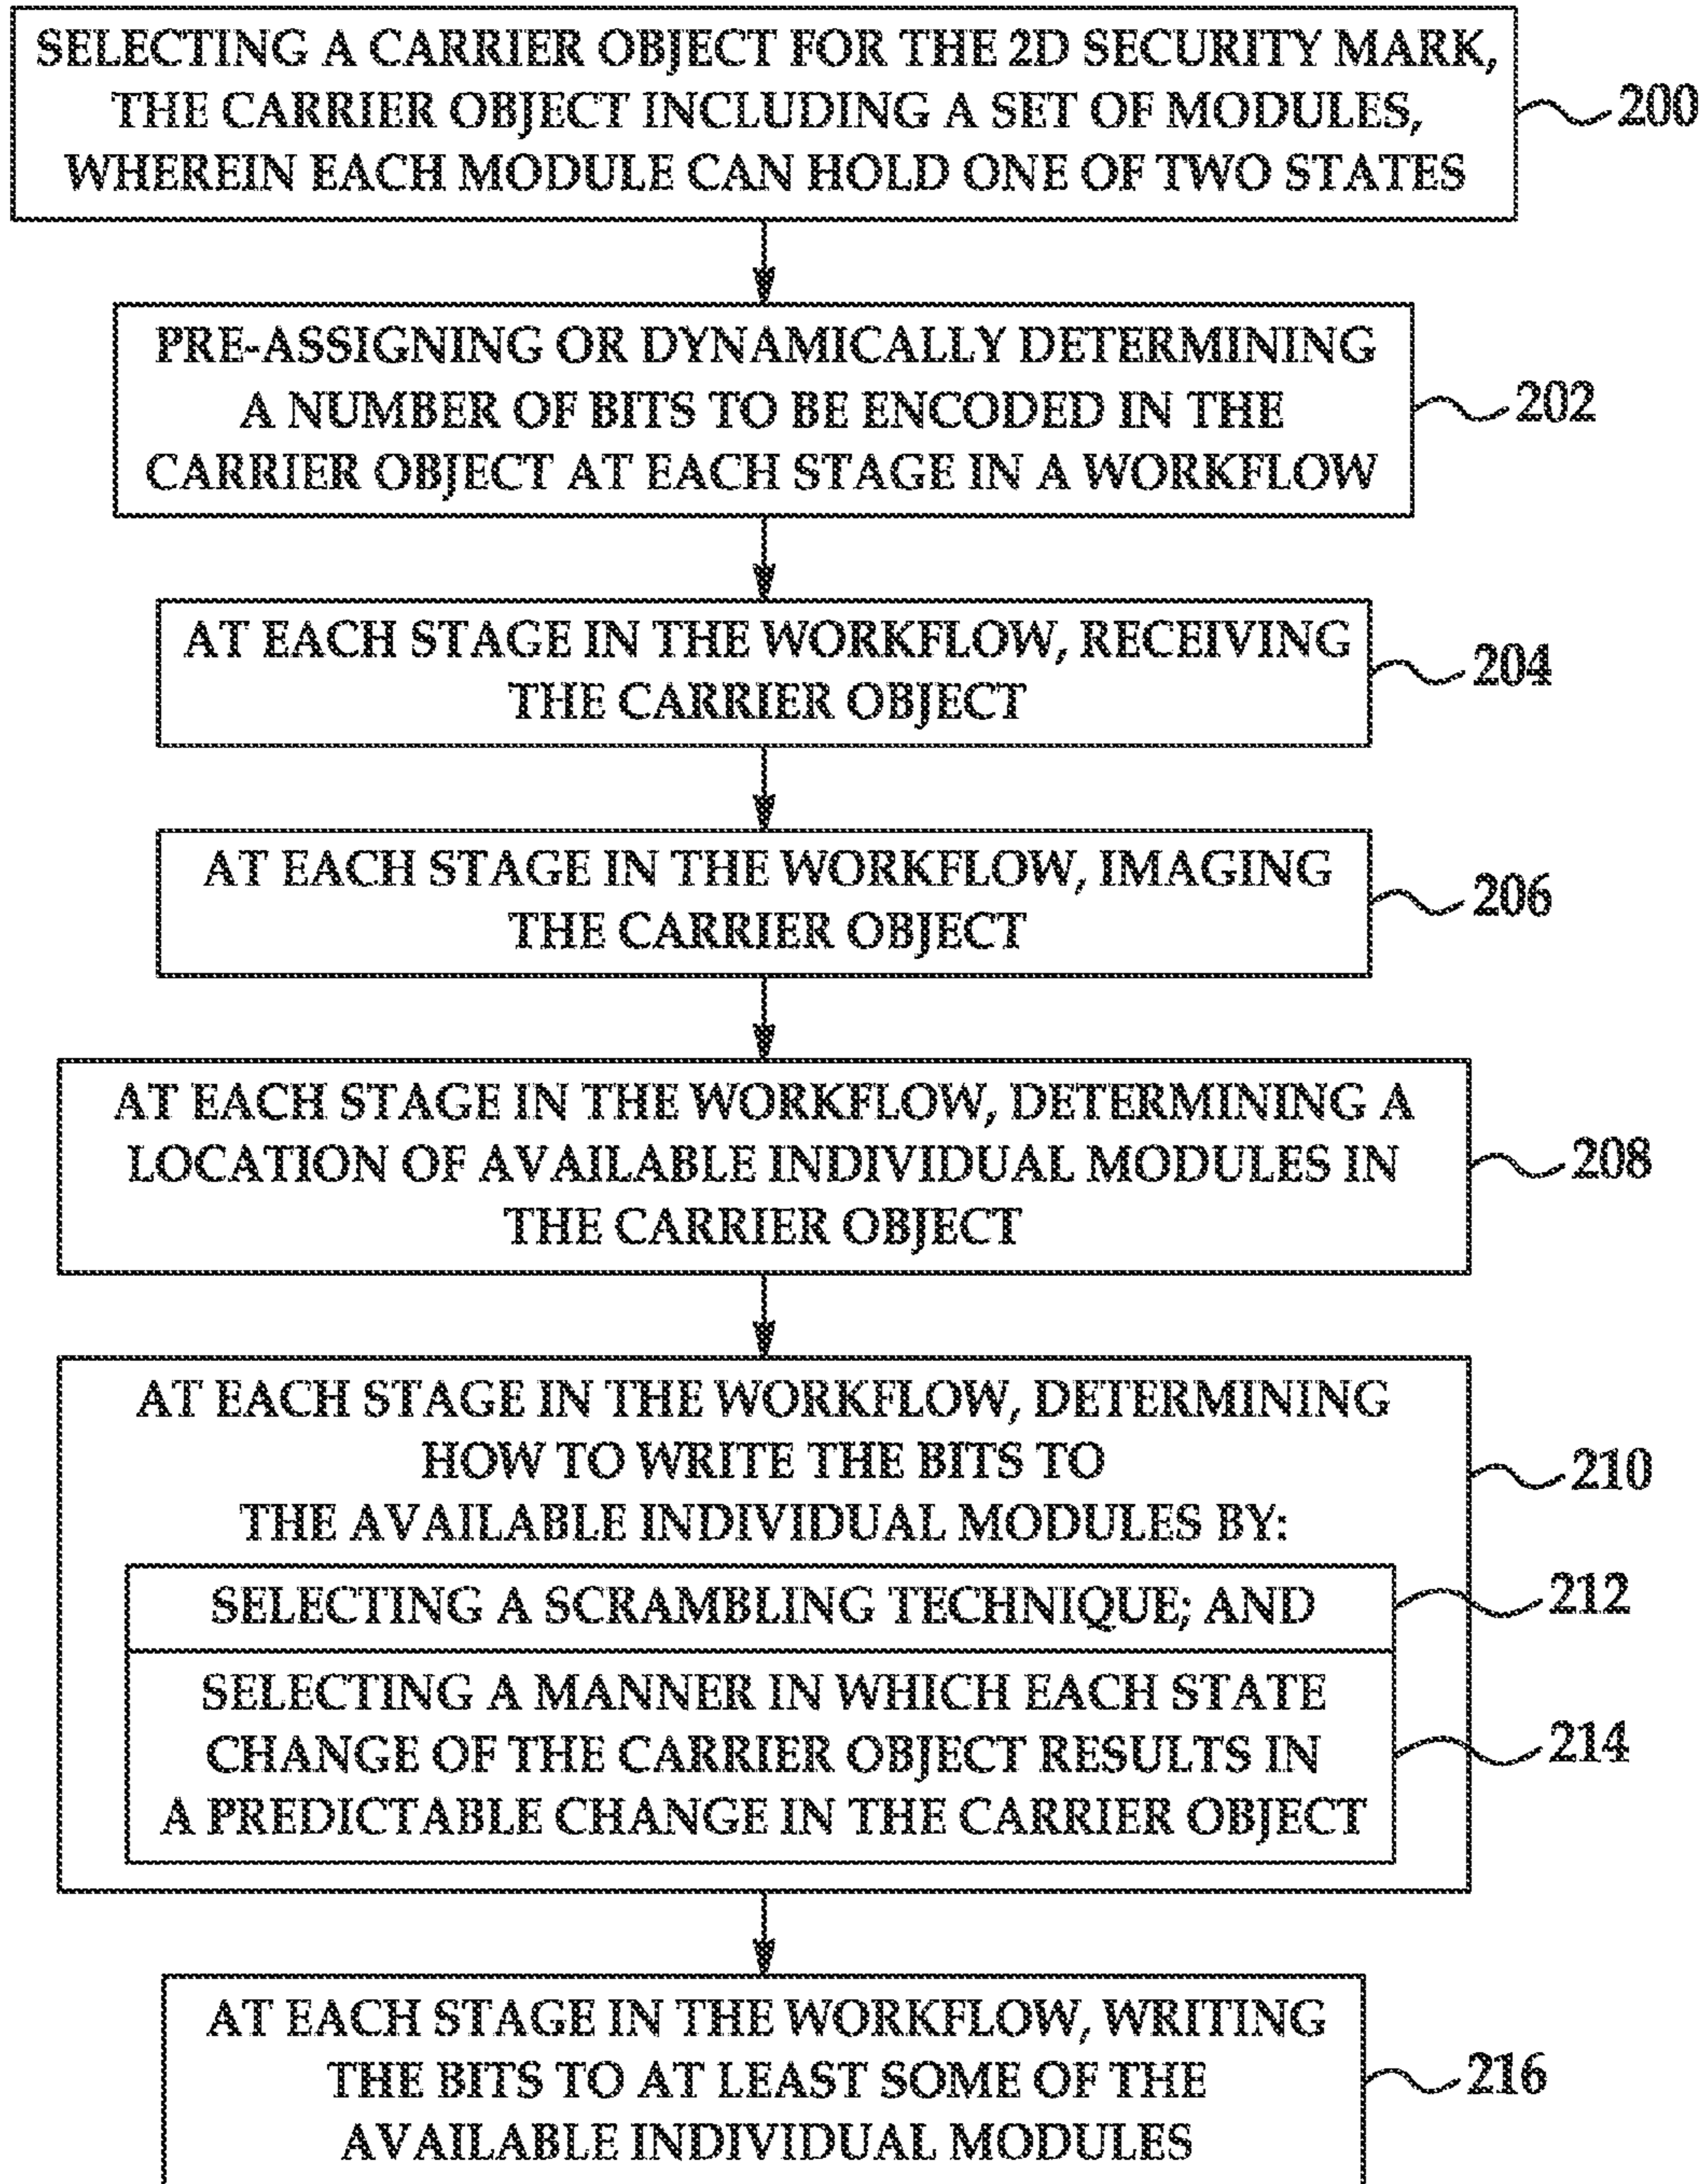 SELECTING A CARRIER OBJECT FOR THE 2D SECURITY MARK,
THE CARRIER OBJECT INCLUDING A SET OF MODULES,
WHEREIN EACH MODULE CAN HOLD ONE OF TWO STATES
200
PRE-ASSIGNING OR DYNAMICALLY DETERMINING
A NUMBER OF BITS TO BE ENCODED IN THE
CARRIER OBJECT AT EACH STAGE IN A WORKFLOW
202
AT EACH STAGE IN THE WORKFLOW, RECEIVING
THE CARRIER OBJECT
204
AT EACH STAGE IN THE WORKFLOW, IMAGING
THE CARRIER OBJECT
206
AT EACH STAGE IN THE WORKFLOW, DETERMINING A
LOCATION OF AVAILABLE INDIVIDUAL MODULES IN
THE CARRIER OBJECT
208
AT EACH STAGE IN THE WORKFLOW, DETERMINING
HOW TO WRITE THE BITS TO
THE AVAILABLE INDIVIDUAL MODULES BY:
210
SELECTING A SCRAMBLING TECHNIQUE; AND
212
SELECTING A MANNER IN WHICH EACH STATE
CHANGE OF THE CARRIER OBJECT RESULTS IN
A PREDICTABLE CHANGE IN THE CARRIER OBJECT
214
AT EACH STAGE IN THE WORKFLOW, WRITING
THE BITS TO AT LEAST SOME OF THE
AVAILABLE INDIVIDUAL MODULES
216